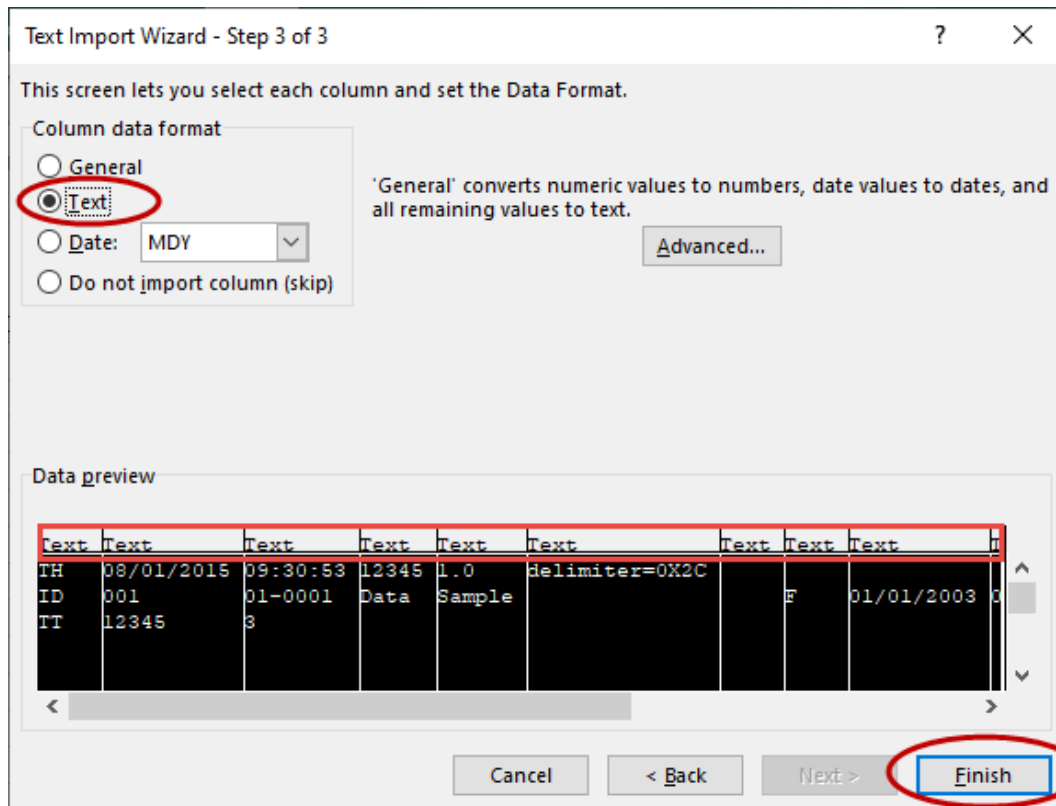 Text Import Wizard - Step 3 of 3 ?
This screen lets you select each column and set the Data Format.
Column data format
General
Text
Date: MDY
Do not import column (skip)
'General' converts numeric values to numbers, date values to dates, and
all remaining values to text.
Advanced...
Data preview
Text Text Text Text Text Text Text Text Text
TH 08/01/2015 09:30:53 12345 1.0 delimiter=0X2C
ID 001 01-0001 Data Sample F 01/01/2003 0
TT 12345 3
Cancel < Back Next > Finish